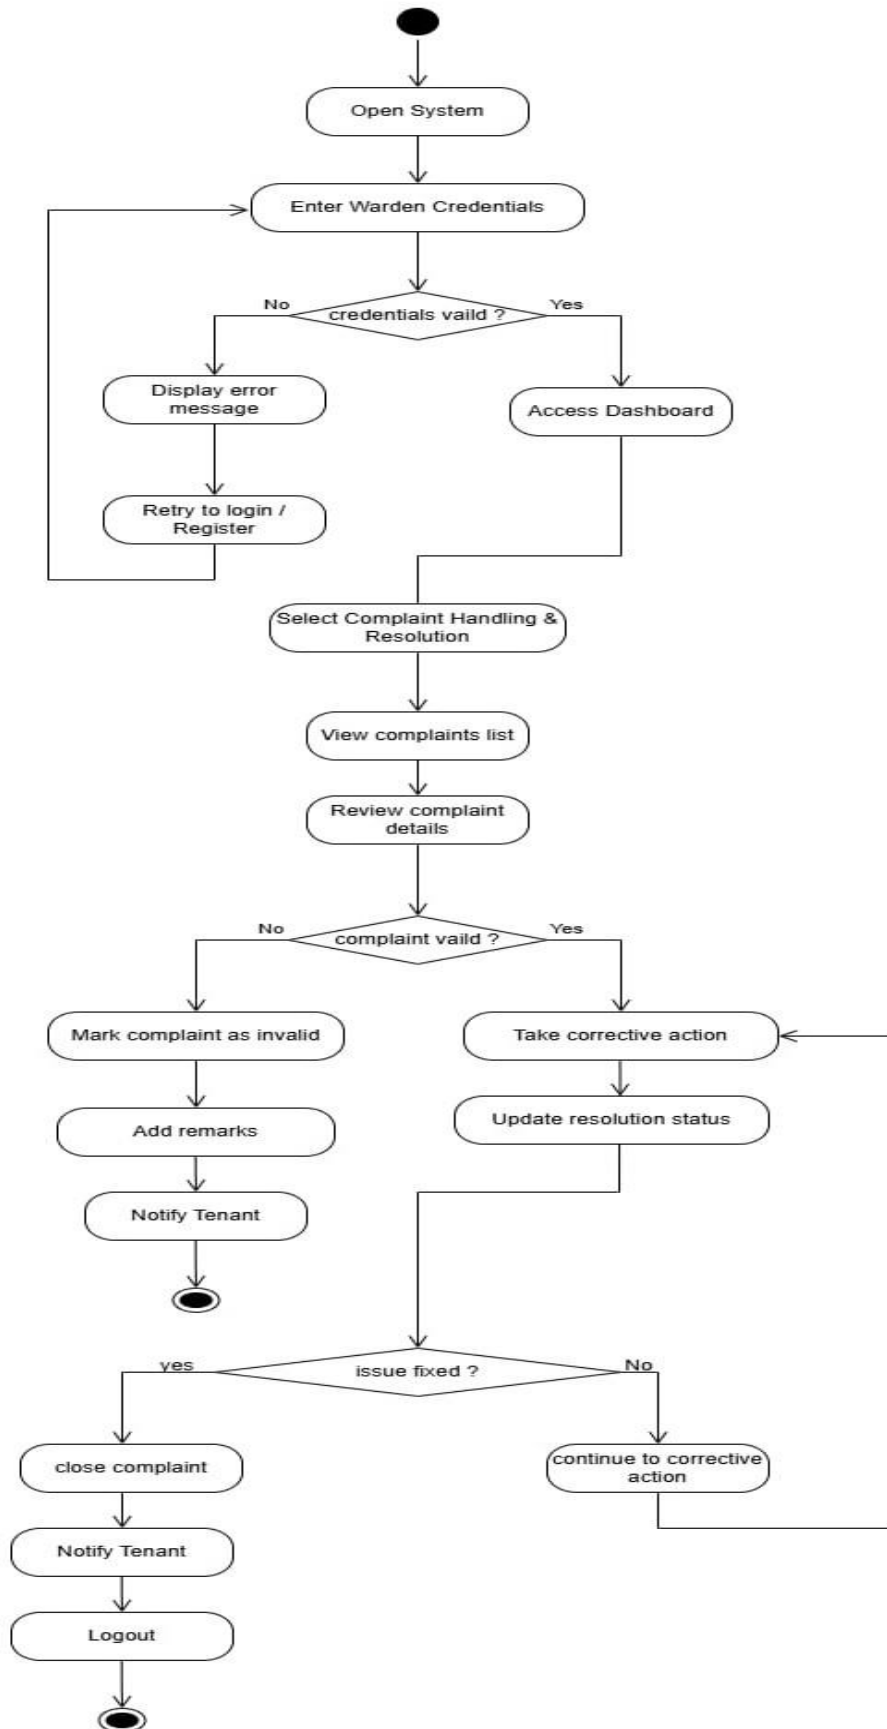 Open System
Enter Warden Credentials
No
credentials vaild ?
Yes
Display error
message
Access Dashboard
Retry to login /
Register
Select Complaint Handling &
Resolution
View complaints list
Review complaint
details
No
complaint vaild ?
Yes
Mark complaint as invalid
Take corrective action
Add remarks
Update resolution status
Notify Tenant
yes
issue fixed ?
No
close complaint
continue to corrective
action
Notify Tenant
Logout